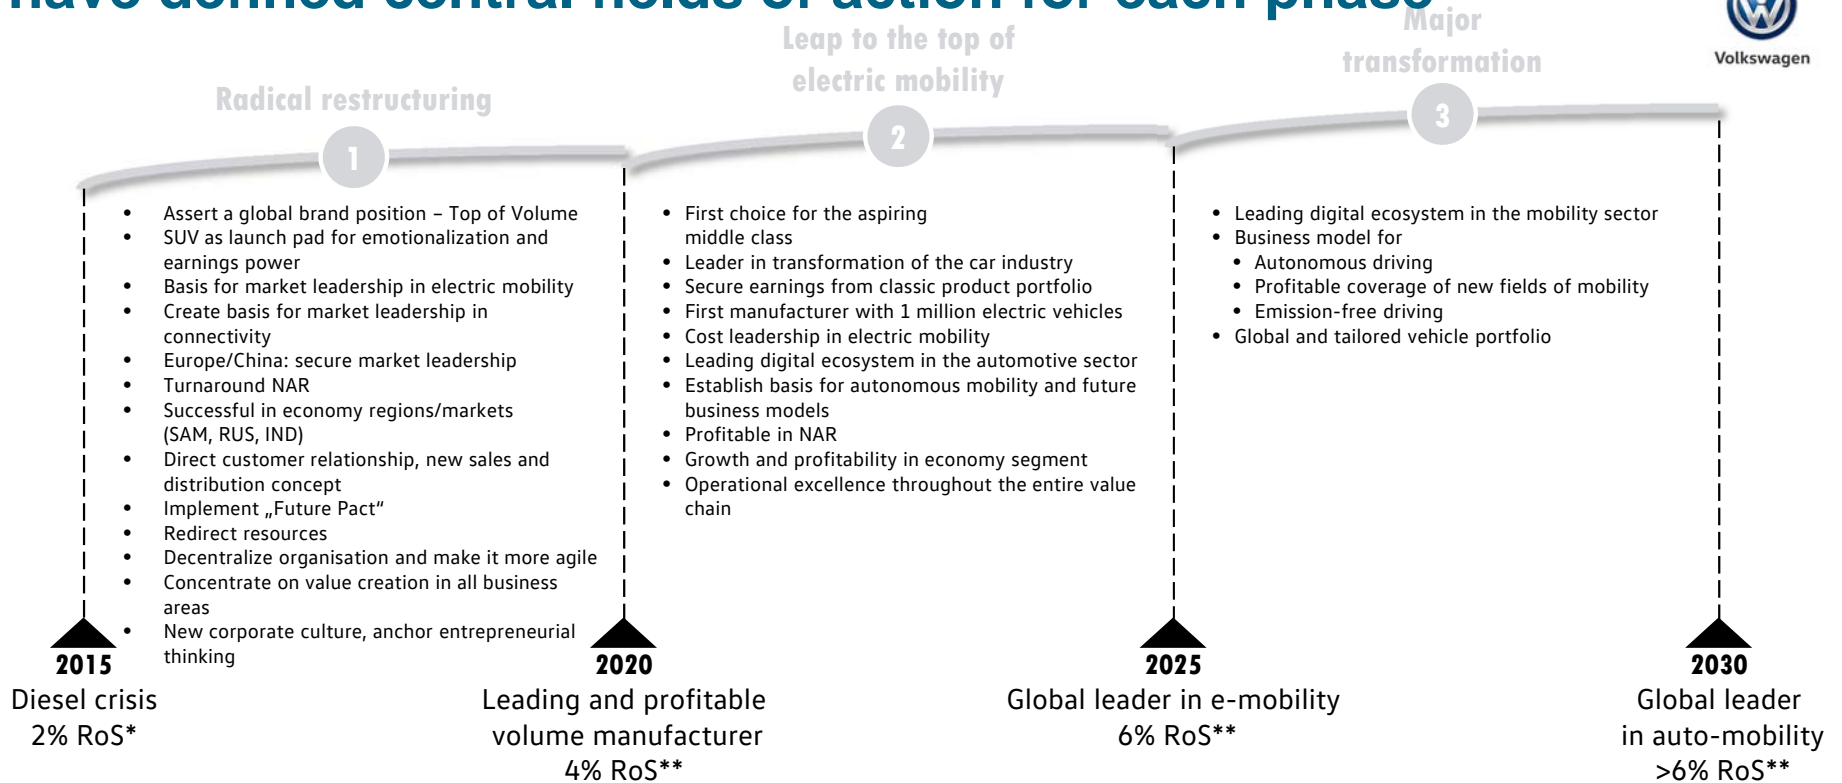 have defined central fields of action for each phase
Volkswagen
Radical restructuring
1
Leap to the top of
electric mobility
2
Major
transformation
3
• Assert a global brand position – Top of Volume
• SUV as launch pad for emotionalization and
earnings power
• Basis for market leadership in electric mobility
• Create basis for market leadership in
connectivity
• Europe/China: secure market leadership
• Turnaround NAR
• Successful in economy regions/markets
(SAM, RUS, IND)
• Direct customer relationship, new sales and
distribution concept
• Implement „Future Pact“
• Redirect resources
• Decentralize organisation and make it more agile
• Concentrate on value creation in all business
areas
• New corporate culture, anchor entrepreneurial
thinking
• First choice for the aspiring
middle class
• Leader in transformation of the car industry
• Secure earnings from classic product portfolio
• First manufacturer with 1 million electric vehicles
• Cost leadership in electric mobility
• Leading digital ecosystem in the automotive sector
• Establish basis for autonomous mobility and future
business models
• Profitable in NAR
• Growth and profitability in economy segment
• Operational excellence throughout the entire value
chain
• Leading digital ecosystem in the mobility sector
• Business model for
• Autonomous driving
• Profitable coverage of new fields of mobility
• Emission-free driving
• Global and tailored vehicle portfolio
2015
Diesel crisis
2% RoS*
2020
Leading and profitable
volume manufacturer
4% RoS**
2025
Global leader in e-mobility
6% RoS**
2030
Global leader
in auto-mobility
>6% RoS**